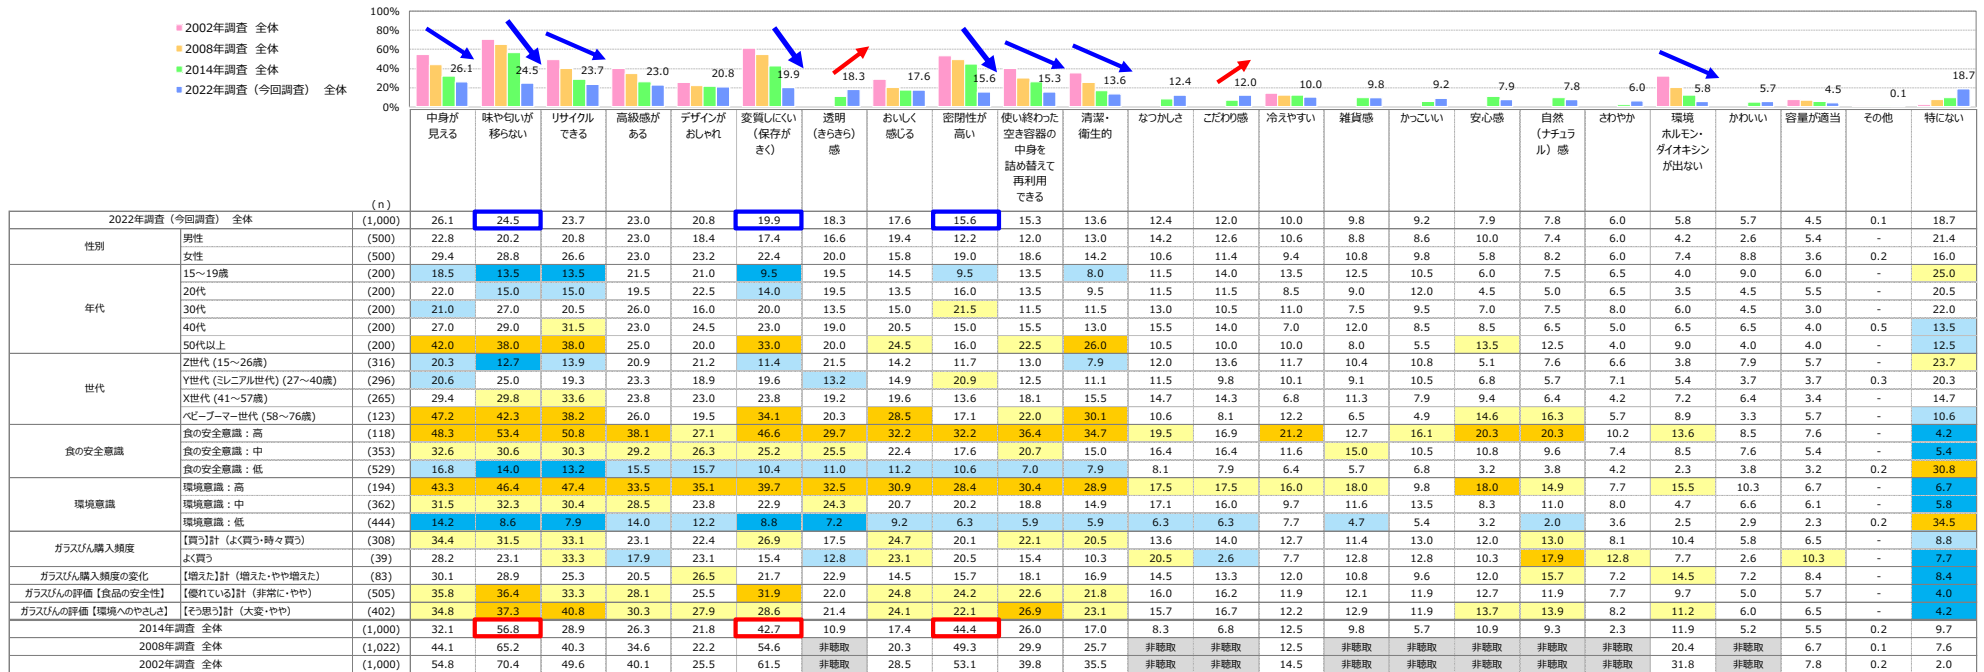 100%
80%
60%
40%
20%
0%
2002年調査 全体
2008年調査 全体
2014年調査 全体
2022年調査（今回調査） 全体
26.1 24.5 23.7 23.0 20.8 19.9 18.3 17.6 15.6 15.3 13.6 12.4 12.0 10.0 9.8 9.2 7.9 7.8 6.0 5.8 5.7 4.5 0.1 18.7
中身が見える
味や匂いが移らない
リサイクルできる
高級感がある
デザインがおしゃれ
変質しにくい（保存がきく）
透明（きらきら）感
おいしく感じる
密閉性が高い
使い終わった空き容器の中身を詰め替えて再利用できる
清潔・衛生的
なつかしさ
こだわり感
冷えやすい
雑貨感
かっこいい
安心感
自然（ナチュラル）感
さわやか
環境ホルモン・ダイオキシンが出ない
かわいい
容量が適当
その他
特にない
(n)
2022年調査（今回調査） 全体 (1,000) 26.1 24.5 23.7 23.0 20.8 19.9 18.3 17.6 15.6 15.3 13.6 12.4 12.0 10.0 9.8 9.2 7.9 7.8 6.0 5.8 5.7 4.5 0.1 18.7
性別
男性 (500) 22.8 20.2 20.8 23.0 18.4 17.4 16.6 19.4 12.2 12.0 13.0 14.2 12.6 10.6 8.8 8.6 10.0 7.4 6.0 4.2 2.6 5.4 - 21.4
女性 (500) 29.4 28.8 26.6 23.0 23.2 22.4 20.0 15.8 19.0 18.6 14.2 10.6 11.4 9.4 10.8 9.8 5.8 8.2 6.0 7.4 8.8 3.6 0.2 16.0
年代
15～19歳 (200) 18.5 13.5 13.5 21.5 21.0 9.5 19.5 14.5 9.5 13.5 8.0 11.5 14.0 13.5 12.5 10.5 6.0 7.5 6.5 4.0 9.0 6.0 - 25.0
20代 (200) 22.0 15.0 15.0 19.5 22.5 14.0 19.5 13.5 16.0 13.5 9.5 11.5 11.5 8.5 9.0 12.0 4.5 5.0 6.5 3.5 4.5 5.5 - 20.5
30代 (200) 21.0 27.0 20.5 26.0 16.0 20.0 13.5 15.0 21.5 11.5 11.5 13.0 10.5 11.0 7.5 9.5 7.0 7.5 8.0 6.0 4.5 3.0 - 22.0
40代 (200) 27.0 29.0 31.5 23.0 24.5 23.0 19.0 20.5 15.0 15.5 13.0 15.5 14.0 7.0 12.0 8.5 8.5 6.5 5.0 6.5 6.5 4.0 0.5 13.5
50代以上 (200) 42.0 38.0 38.0 25.0 20.0 33.0 20.0 24.5 16.0 22.5 26.0 10.5 10.0 10.0 8.0 5.5 13.5 12.5 4.0 9.0 4.0 4.0 - 12.5
世代
Z世代 (15～26歳) (316) 20.3 12.7 13.9 20.9 21.2 11.4 21.5 14.2 11.7 13.0 7.9 12.0 13.6 11.7 10.4 10.8 5.1 7.6 6.6 3.8 7.9 5.7 - 23.7
Y世代 (ミレニアル世代) (27～40歳) (296) 20.6 25.0 19.3 23.3 18.9 19.6 13.2 14.9 20.9 12.5 11.1 11.5 9.8 10.1 9.1 10.5 6.8 5.7 7.1 5.4 3.7 3.7 0.3 20.3
X世代 (41～57歳) (265) 29.4 29.8 33.6 23.8 23.0 23.8 19.2 19.6 13.6 18.1 15.5 14.7 14.3 6.8 11.3 7.9 9.4 6.4 4.2 7.2 6.4 3.4 - 14.7
ベビーブーマー世代 (58～76歳) (123) 47.2 42.3 38.2 26.0 19.5 34.1 20.3 28.5 17.1 22.0 30.1 10.6 8.1 12.2 6.5 4.9 14.6 16.3 5.7 8.9 3.3 5.7 - 10.6
食の安全意識
食の安全意識：高 (118) 48.3 53.4 50.8 38.1 27.1 46.6 29.7 32.2 32.2 36.4 34.7 19.5 16.9 21.2 12.7 16.1 20.3 20.3 10.2 13.6 8.5 7.6 - 4.2
食の安全意識：中 (353) 32.6 30.6 30.3 29.2 26.3 25.2 25.5 22.4 17.6 20.7 15.0 16.4 16.4 11.6 15.0 10.5 10.8 9.6 7.4 8.5 7.6 5.4 - 5.4
食の安全意識：低 (529) 16.8 14.0 13.2 15.5 15.7 10.4 11.0 11.2 10.6 7.0 7.9 8.1 7.9 6.4 5.7 6.8 3.2 3.8 4.2 2.3 3.8 3.2 0.2 30.8
環境意識
環境意識：高 (194) 43.3 46.4 47.4 33.5 35.1 39.7 32.5 30.9 28.4 30.4 28.9 17.5 17.5 16.0 18.0 9.8 18.0 14.9 7.7 15.5 10.3 6.7 - 6.7
環境意識：中 (362) 31.5 32.3 30.4 28.5 23.8 22.9 24.3 20.7 20.2 18.8 14.9 17.1 16.0 9.7 11.6 13.5 8.3 11.0 8.0 4.7 6.6 6.1 - 5.8
環境意識：低 (444) 14.2 8.6 7.9 14.0 12.2 8.8 7.2 9.2 6.3 5.9 5.9 6.3 6.3 7.7 4.7 5.4 3.2 2.0 3.6 2.5 2.9 2.3 0.2 34.5
ガラスびん購入頻度
【買う】計（よく買う・時々買う） (308) 34.4 31.5 33.1 23.1 22.4 26.9 17.5 24.7 20.1 22.1 20.5 13.6 14.0 12.7 11.4 13.0 12.0 13.0 8.1 10.4 5.8 6.5 - 8.8
よく買う (39) 28.2 23.1 33.3 17.9 23.1 15.4 12.8 23.1 20.5 15.4 10.3 20.5 2.6 7.7 12.8 12.8 10.3 17.9 12.8 7.7 2.6 10.3 - 7.7
ガラスびん購入頻度の変化 【増えた】計（増えた・やや増えた） (83) 30.1 28.9 25.3 20.5 26.5 21.7 22.9 14.5 15.7 18.1 16.9 14.5 13.3 12.0 10.8 9.6 12.0 15.7 7.2 14.5 7.2 8.4 - 8.4
ガラスびんの評価【食品の安全性】 【優れている】計（非常に・やや） (505) 35.8 36.4 33.3 28.1 25.5 31.9 22.0 24.8 24.2 22.6 21.8 16.0 16.2 11.9 12.1 11.9 12.7 11.9 7.7 9.7 5.0 5.7 - 4.0
ガラスびんの評価【環境へのやさしさ】 【そう思う】計（大変・やや） (402) 34.8 37.3 40.8 30.3 27.9 28.6 21.4 24.1 22.1 26.9 23.1 15.7 16.7 12.2 12.9 11.9 13.7 13.9 8.2 11.2 6.0 6.5 - 4.2
2014年調査 全体 (1,000) 32.1 56.8 28.9 26.3 21.8 42.7 10.9 17.4 44.4 26.0 17.0 8.3 6.8 12.5 9.8 5.7 10.9 9.3 2.3 11.9 5.2 5.5 0.2 9.7
2008年調査 全体 (1,022) 44.1 65.2 40.3 34.6 22.2 54.6 非聴取 20.3 49.3 29.9 25.7 非聴取 非聴取 12.5 非聴取 非聴取 非聴取 非聴取 非聴取 20.4 非聴取 6.7 0.1 7.6
2002年調査 全体 (1,000) 54.8 70.4 49.6 40.1 25.5 61.5 非聴取 28.5 53.1 39.8 35.5 非聴取 非聴取 14.5 非聴取 非聴取 非聴取 非聴取 非聴取 31.8 非聴取 7.8 0.2 2.0